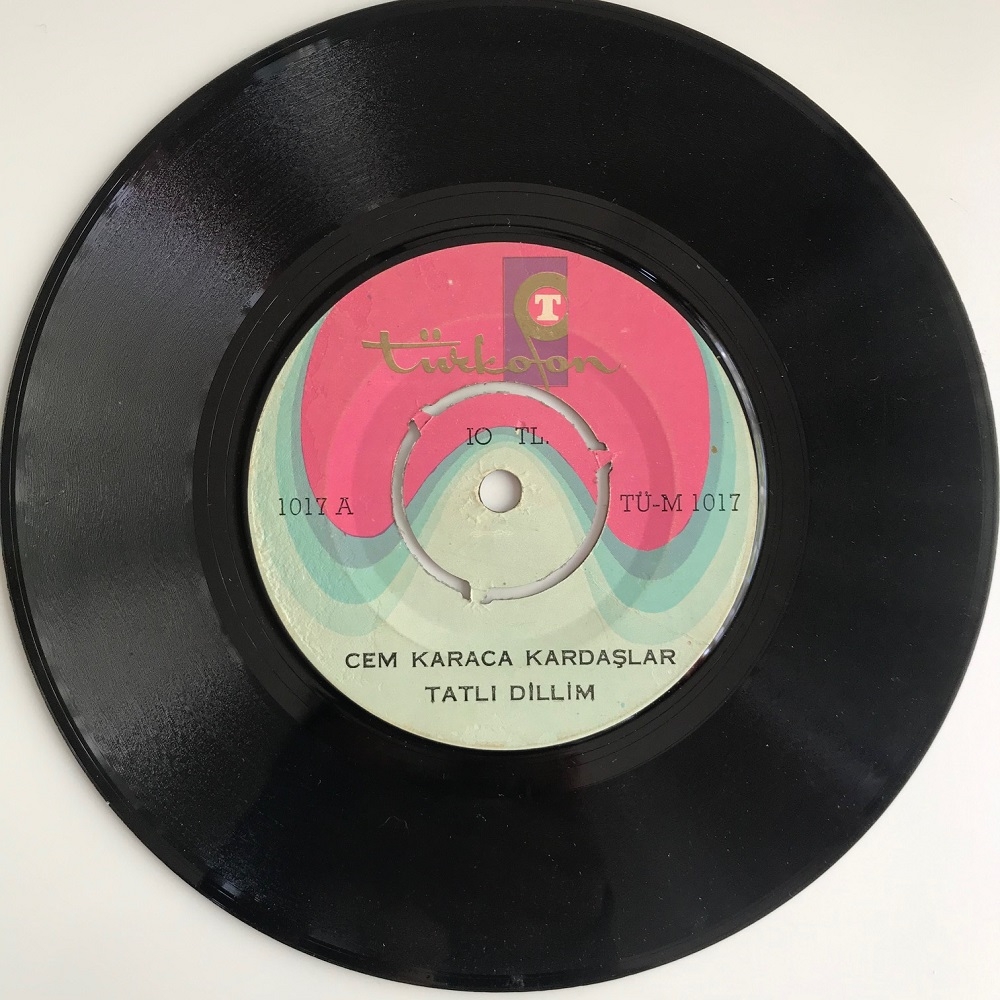 T
türkofon
IO TL.
1017 A
TÜ-M 1017
CEM KARACA KARDAŞLAR
TATLI DİLLİM